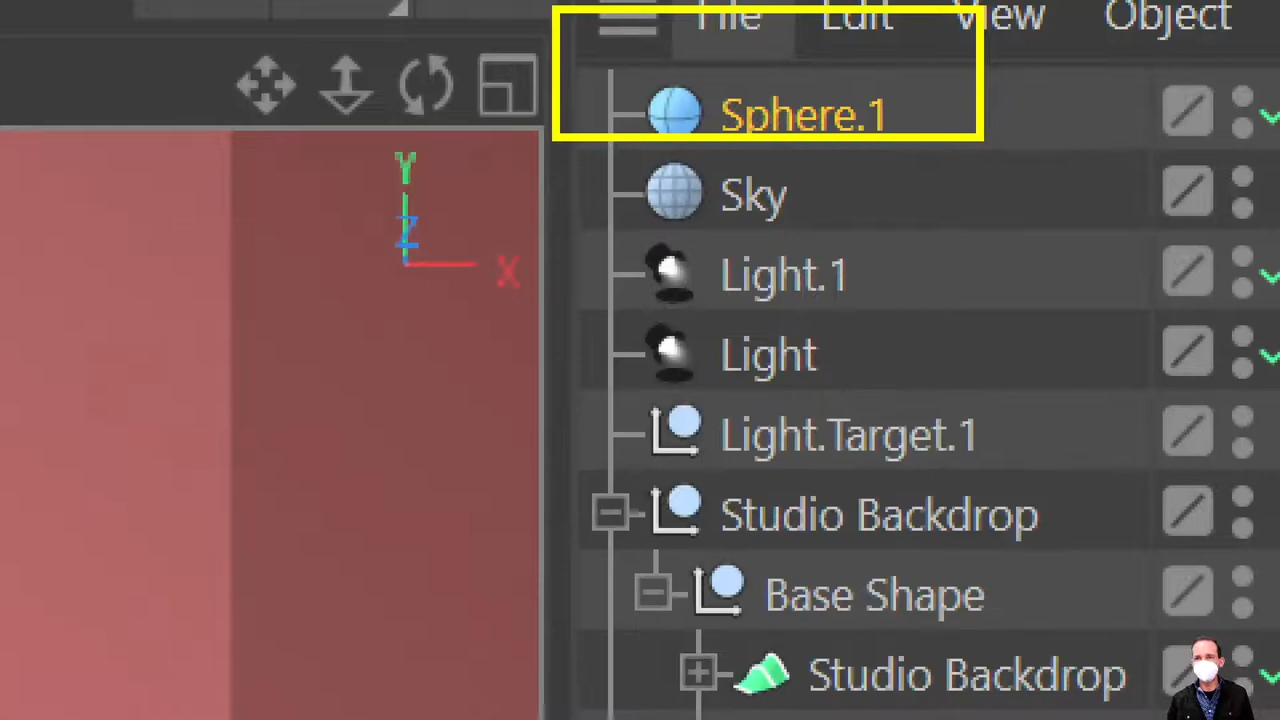 File Edit View Object
Sphere.1
Y
Sky
Z
X
Light.1
Light
Light.Target.1
Studio Backdrop
Base Shape
Studio Backdrop